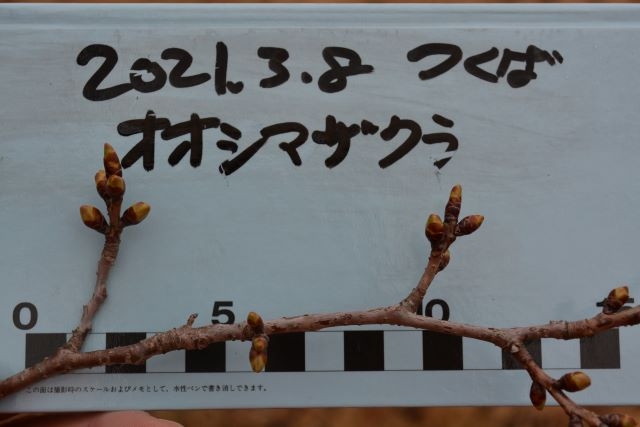 2021.3.8 つくば
オオシマザクラ
0 5
この面は撮影時のスケールおよびメモとして、水性ペンで書き消しできます。